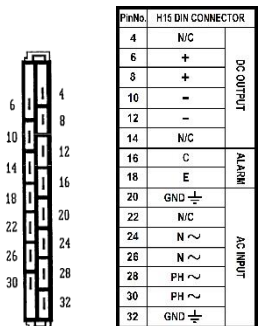 6
10
14
18
22
26
30
4
8
12
16
20
24
28
32
PinNo. H15 DIN CONNECTOR
4 N/C
6 +
8 +
10 -
12 -
14 N/C
DC OUTPUT
16 C
18 E
ALARM
20 GND ⏚
22 N/C
24 N ~
26 N ~
28 PH ~
30 PH ~
32 GND ⏚
AC INPUT